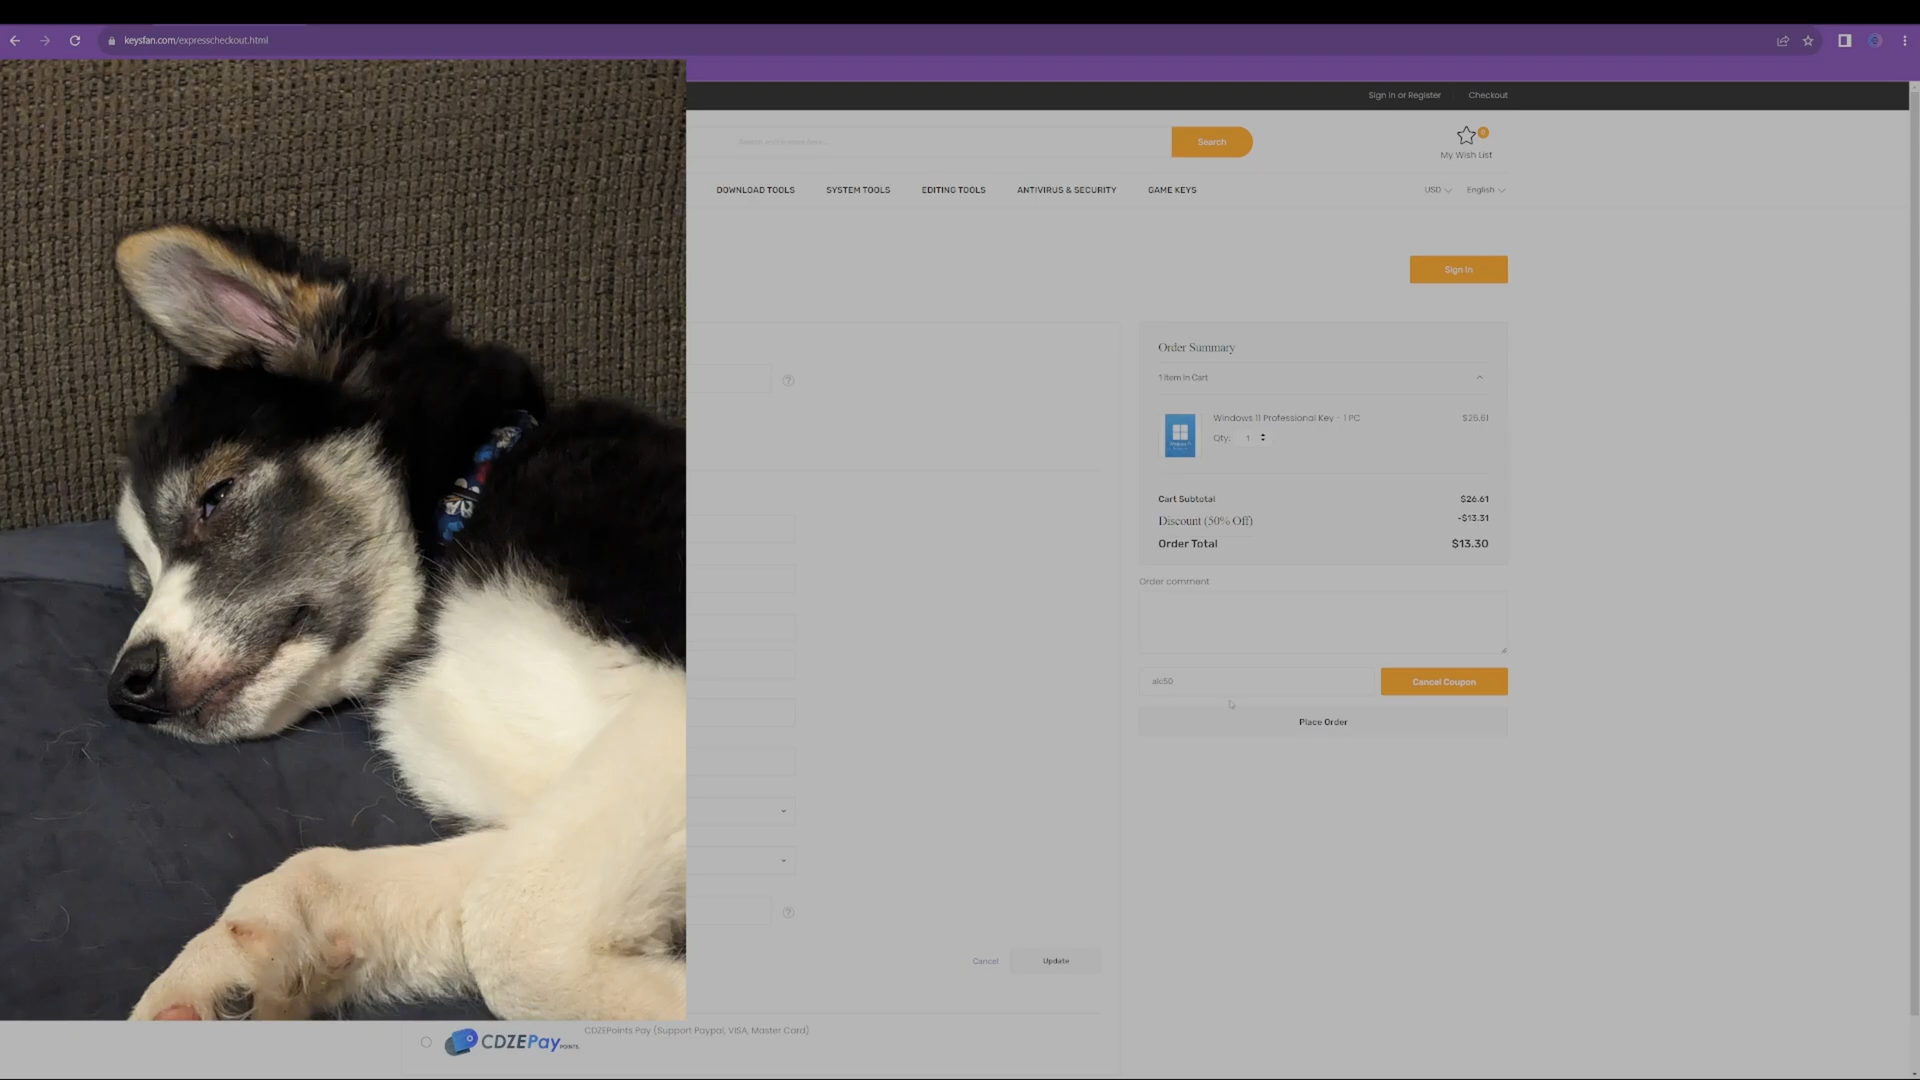 keysfan.com/expresscheckout.html
Sign In or Register
Checkout
Search
0
My Wish List
DOWNLOAD TOOLS
SYSTEM TOOLS
EDITING TOOLS
ANTIVIRUS & SECURITY
GAME KEYS
USD
English
Sign In
Order Summary
1 Item In Cart
Windows 11 Professional Key - 1 PC
$26.61
Qty: 1
Cart Subtotal
$26.61
Discount (50% Off)
-$13.31
Order Total
$13.30
Order comment
alc50
Cancel Coupon
Place Order
Cancel
Update
CDZEPay POINTS.
CDZEPoints Pay (Support Paypal, VISA, Master Card)